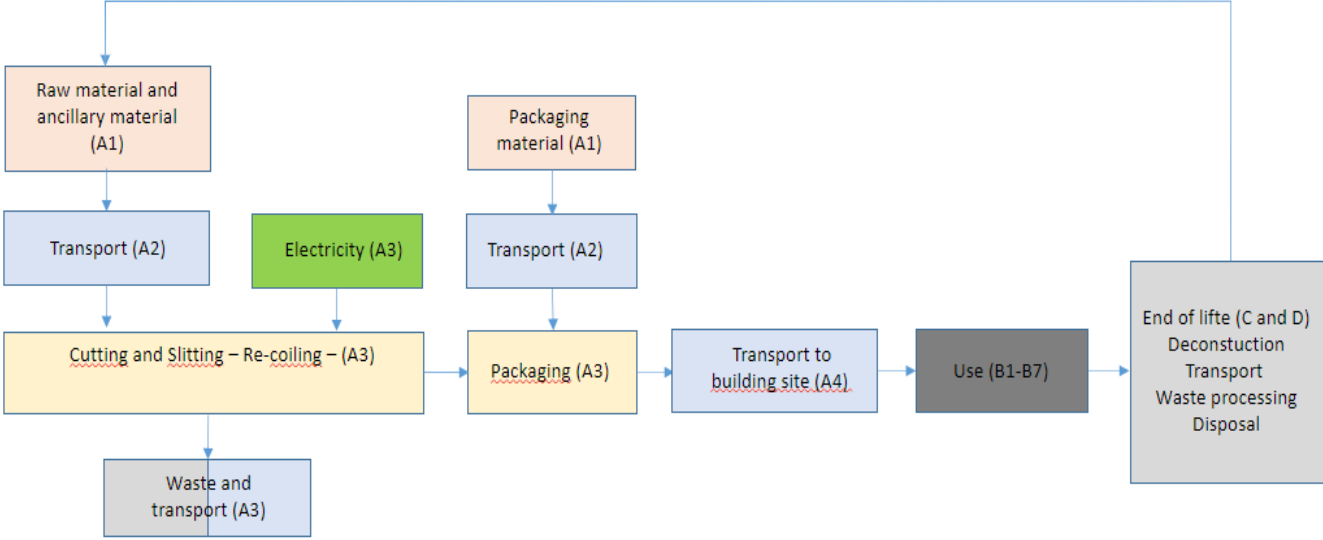 Raw material and
ancillary material
(A1)
Packaging
material (A1)
Transport (A2)
Electricity (A3)
Transport (A2)
Cutting and Slitting – Re-coiling – (A3)
Packaging (A3)
Transport to
building site (A4)
Use (B1-B7)
End of lifte (C and D)
Deconstuction
Transport
Waste processing
Disposal
Waste and
transport (A3)